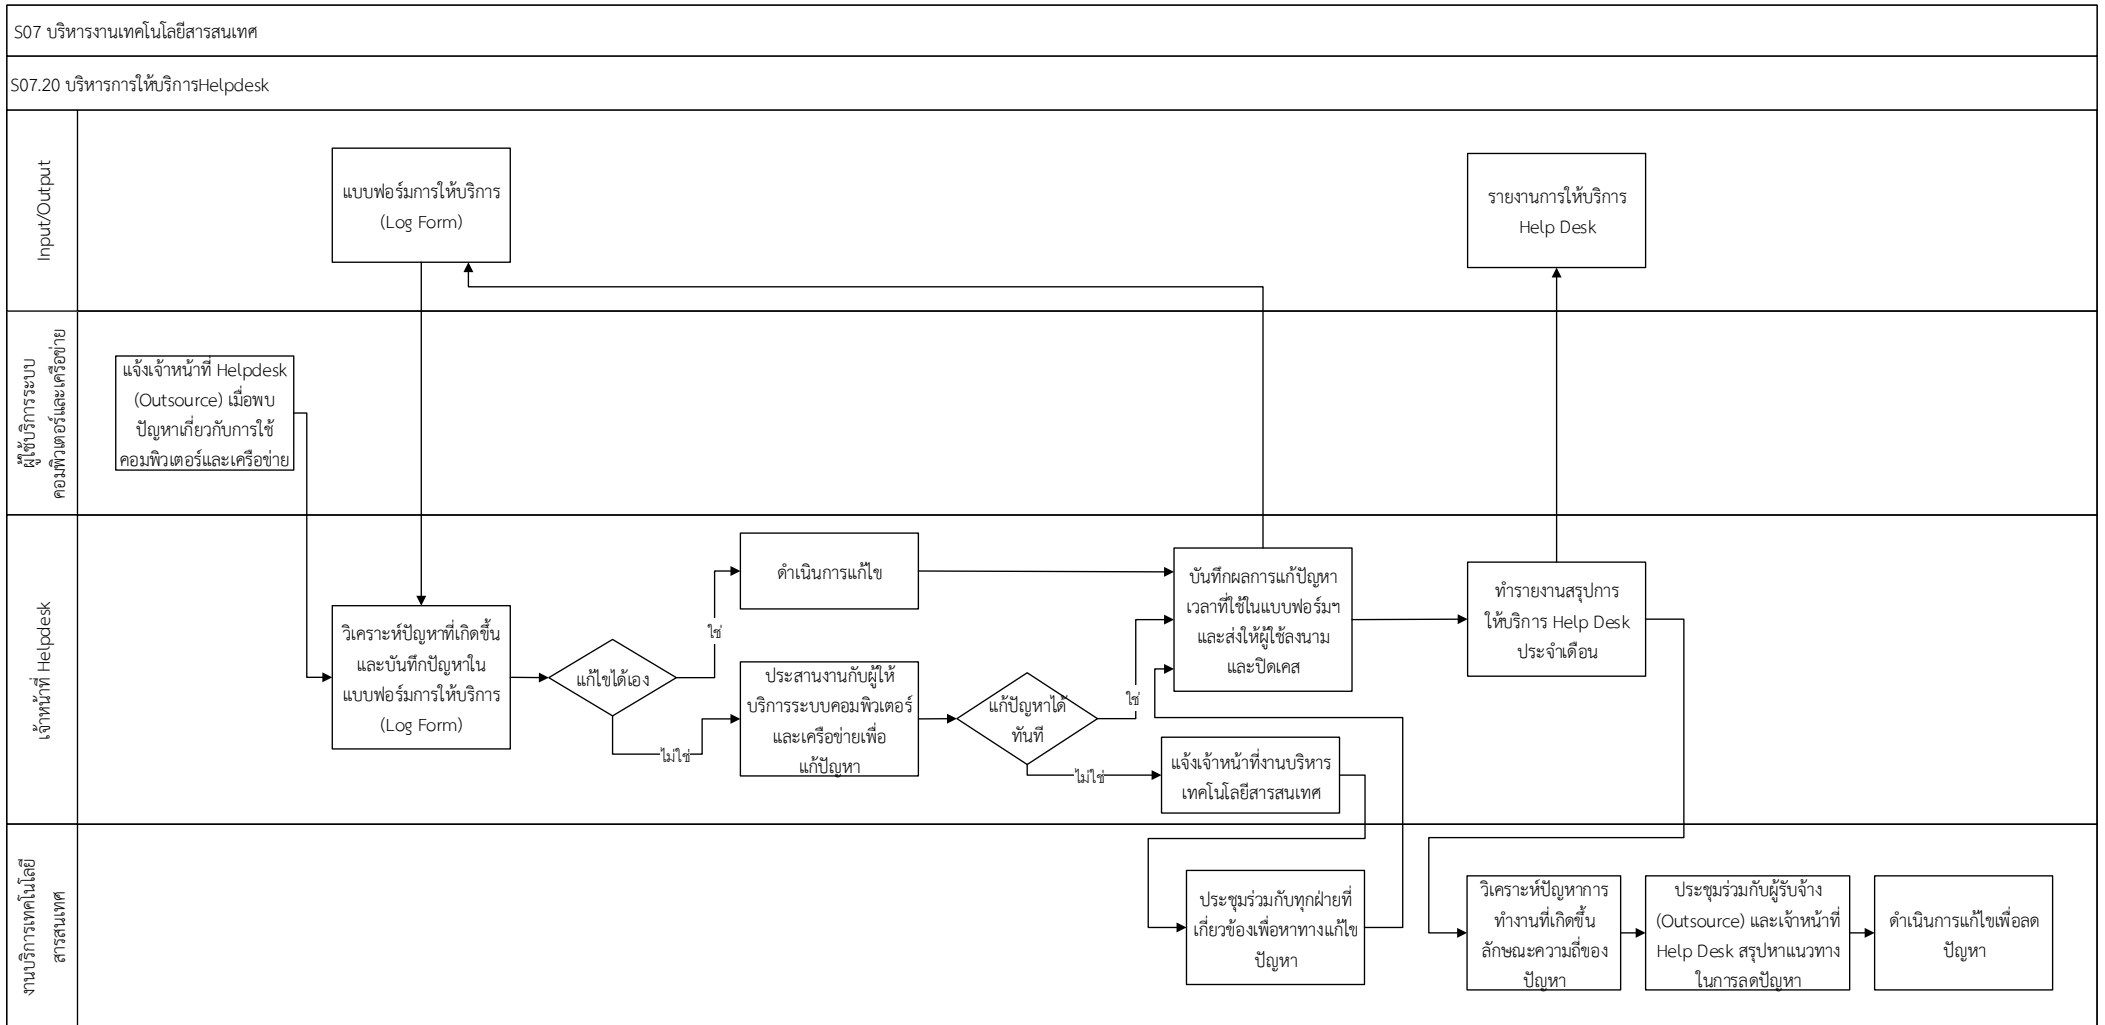 S07 บริหารงานเทคโนโลยีสารสนเทศ
S07.20 บริหารการให้บริการHelpdesk
Input/Output
แบบฟอร์มการให้บริการ
(Log Form)
รายงานการให้บริการ
Help Desk
ผู้ใช้บริการระบบ
คอมพิวเตอร์และเครือข่าย
แจ้งเจ้าหน้าที่ Helpdesk
(Outsource) เมื่อพบ
ปัญหาเกี่ยวกับการใช้
คอมพิวเตอร์และเครือข่าย
เจ้าหน้าที่ Helpdesk
วิเคราะห์ปัญหาที่เกิดขึ้น
และบันทึกปัญหาใน
แบบฟอร์มการให้บริการ
(Log Form)
แก้ไขได้เอง
ใช่
ไม่ใช่
ดำเนินการแก้ไข
ประสานงานกับผู้ให้
บริการระบบคอมพิวเตอร์
และเครือข่ายเพื่อ
แก้ปัญหา
แก้ปัญหาได้
ทันที
ใช่
ไม่ใช่
บันทึกผลการแก้ปัญหา
เวลาที่ใช้ในแบบฟอร์มฯ
และส่งให้ผู้ใช้ลงนาม
และปิดเคส
แจ้งเจ้าหน้าที่งานบริหาร
เทคโนโลยีสารสนเทศ
ทำรายงานสรุปการ
ให้บริการ Help Desk
ประจำเดือน
งานบริการเทคโนโลยี
สารสนเทศ
ประชุมร่วมกับทุกฝ่ายที่
เกี่ยวข้องเพื่อหาทางแก้ไข
ปัญหา
วิเคราะห์ปัญหาการ
ทำงานที่เกิดขึ้น
ลักษณะความถี่ของ
ปัญหา
ประชุมร่วมกับผู้รับจ้าง
(Outsource) และเจ้าหน้าที่
Help Desk สรุปหาแนวทาง
ในการลดปัญหา
ดำเนินการแก้ไขเพื่อลด
ปัญหา